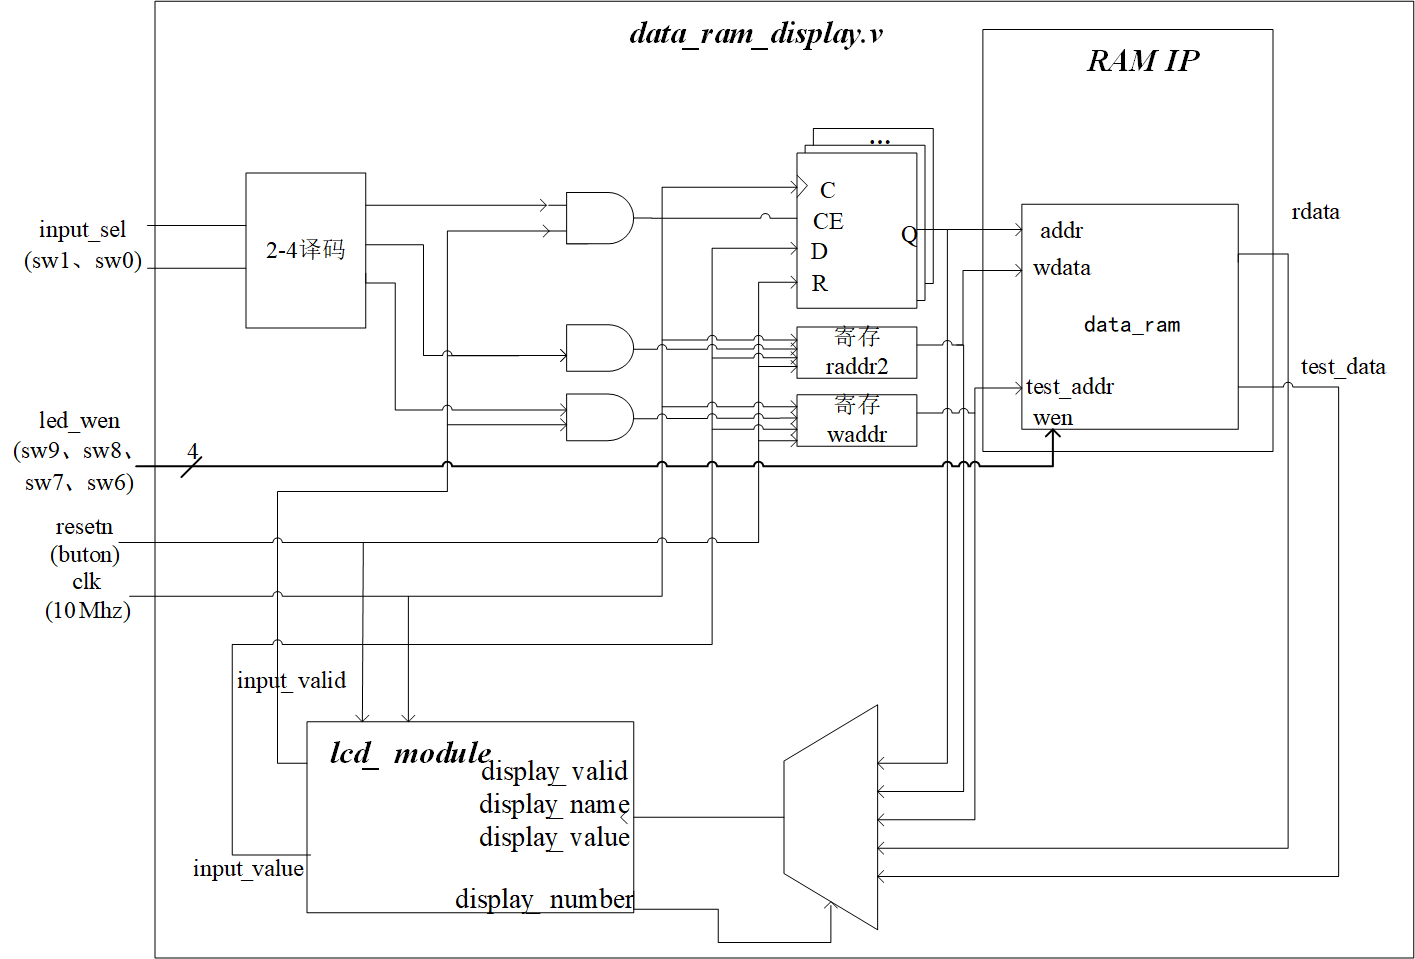 data_ram_display.v
RAM IP
...
input_sel
(sw1、sw0)
2-4译码
C
CE
D
R
Q
addr
wdata
data_ram
test_addr
wen
rdata
test_data
寄存
raddr2
寄存
waddr
led_wen
(sw9、sw8、
sw7、sw6)
4
resetn
(buton)
clk
(10Mhz)
input_valid
lcd_ module
display_valid
display_name
display_value
input_value
display_number